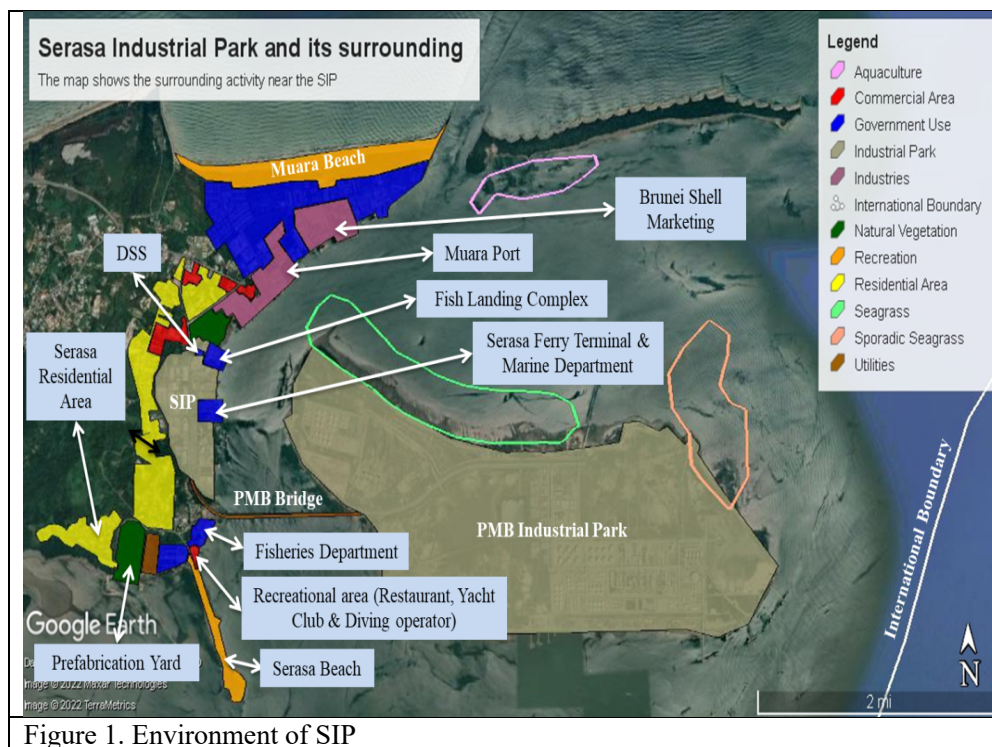 Serasa Industrial Park and its surrounding
The map shows the surrounding activity near the SIP
Legend
Aquaculture
Commercial Area
Government Use
Industrial Park
Industries
International Boundary
Natural Vegetation
Recreation
Residential Area
Seagrass
Sporadic Seagrass
Utilities
Muara Beach
Brunei Shell
Marketing
DSS
Muara Port
Fish Landing Complex
Serasa
Residential
Area
Serasa Ferry Terminal &
Marine Department
SIP
PMB Bridge
PMB Industrial Park
International Boundary
Fisheries Department
Recreational area (Restaurant, Yacht
Club & Diving operator)
Google Earth
Prefabrication Yard
Serasa Beach
Image © 2022 Maxar Technologies
Image © 2022 TerraMetrics
N
2 mi
Figure 1. Environment of SIP